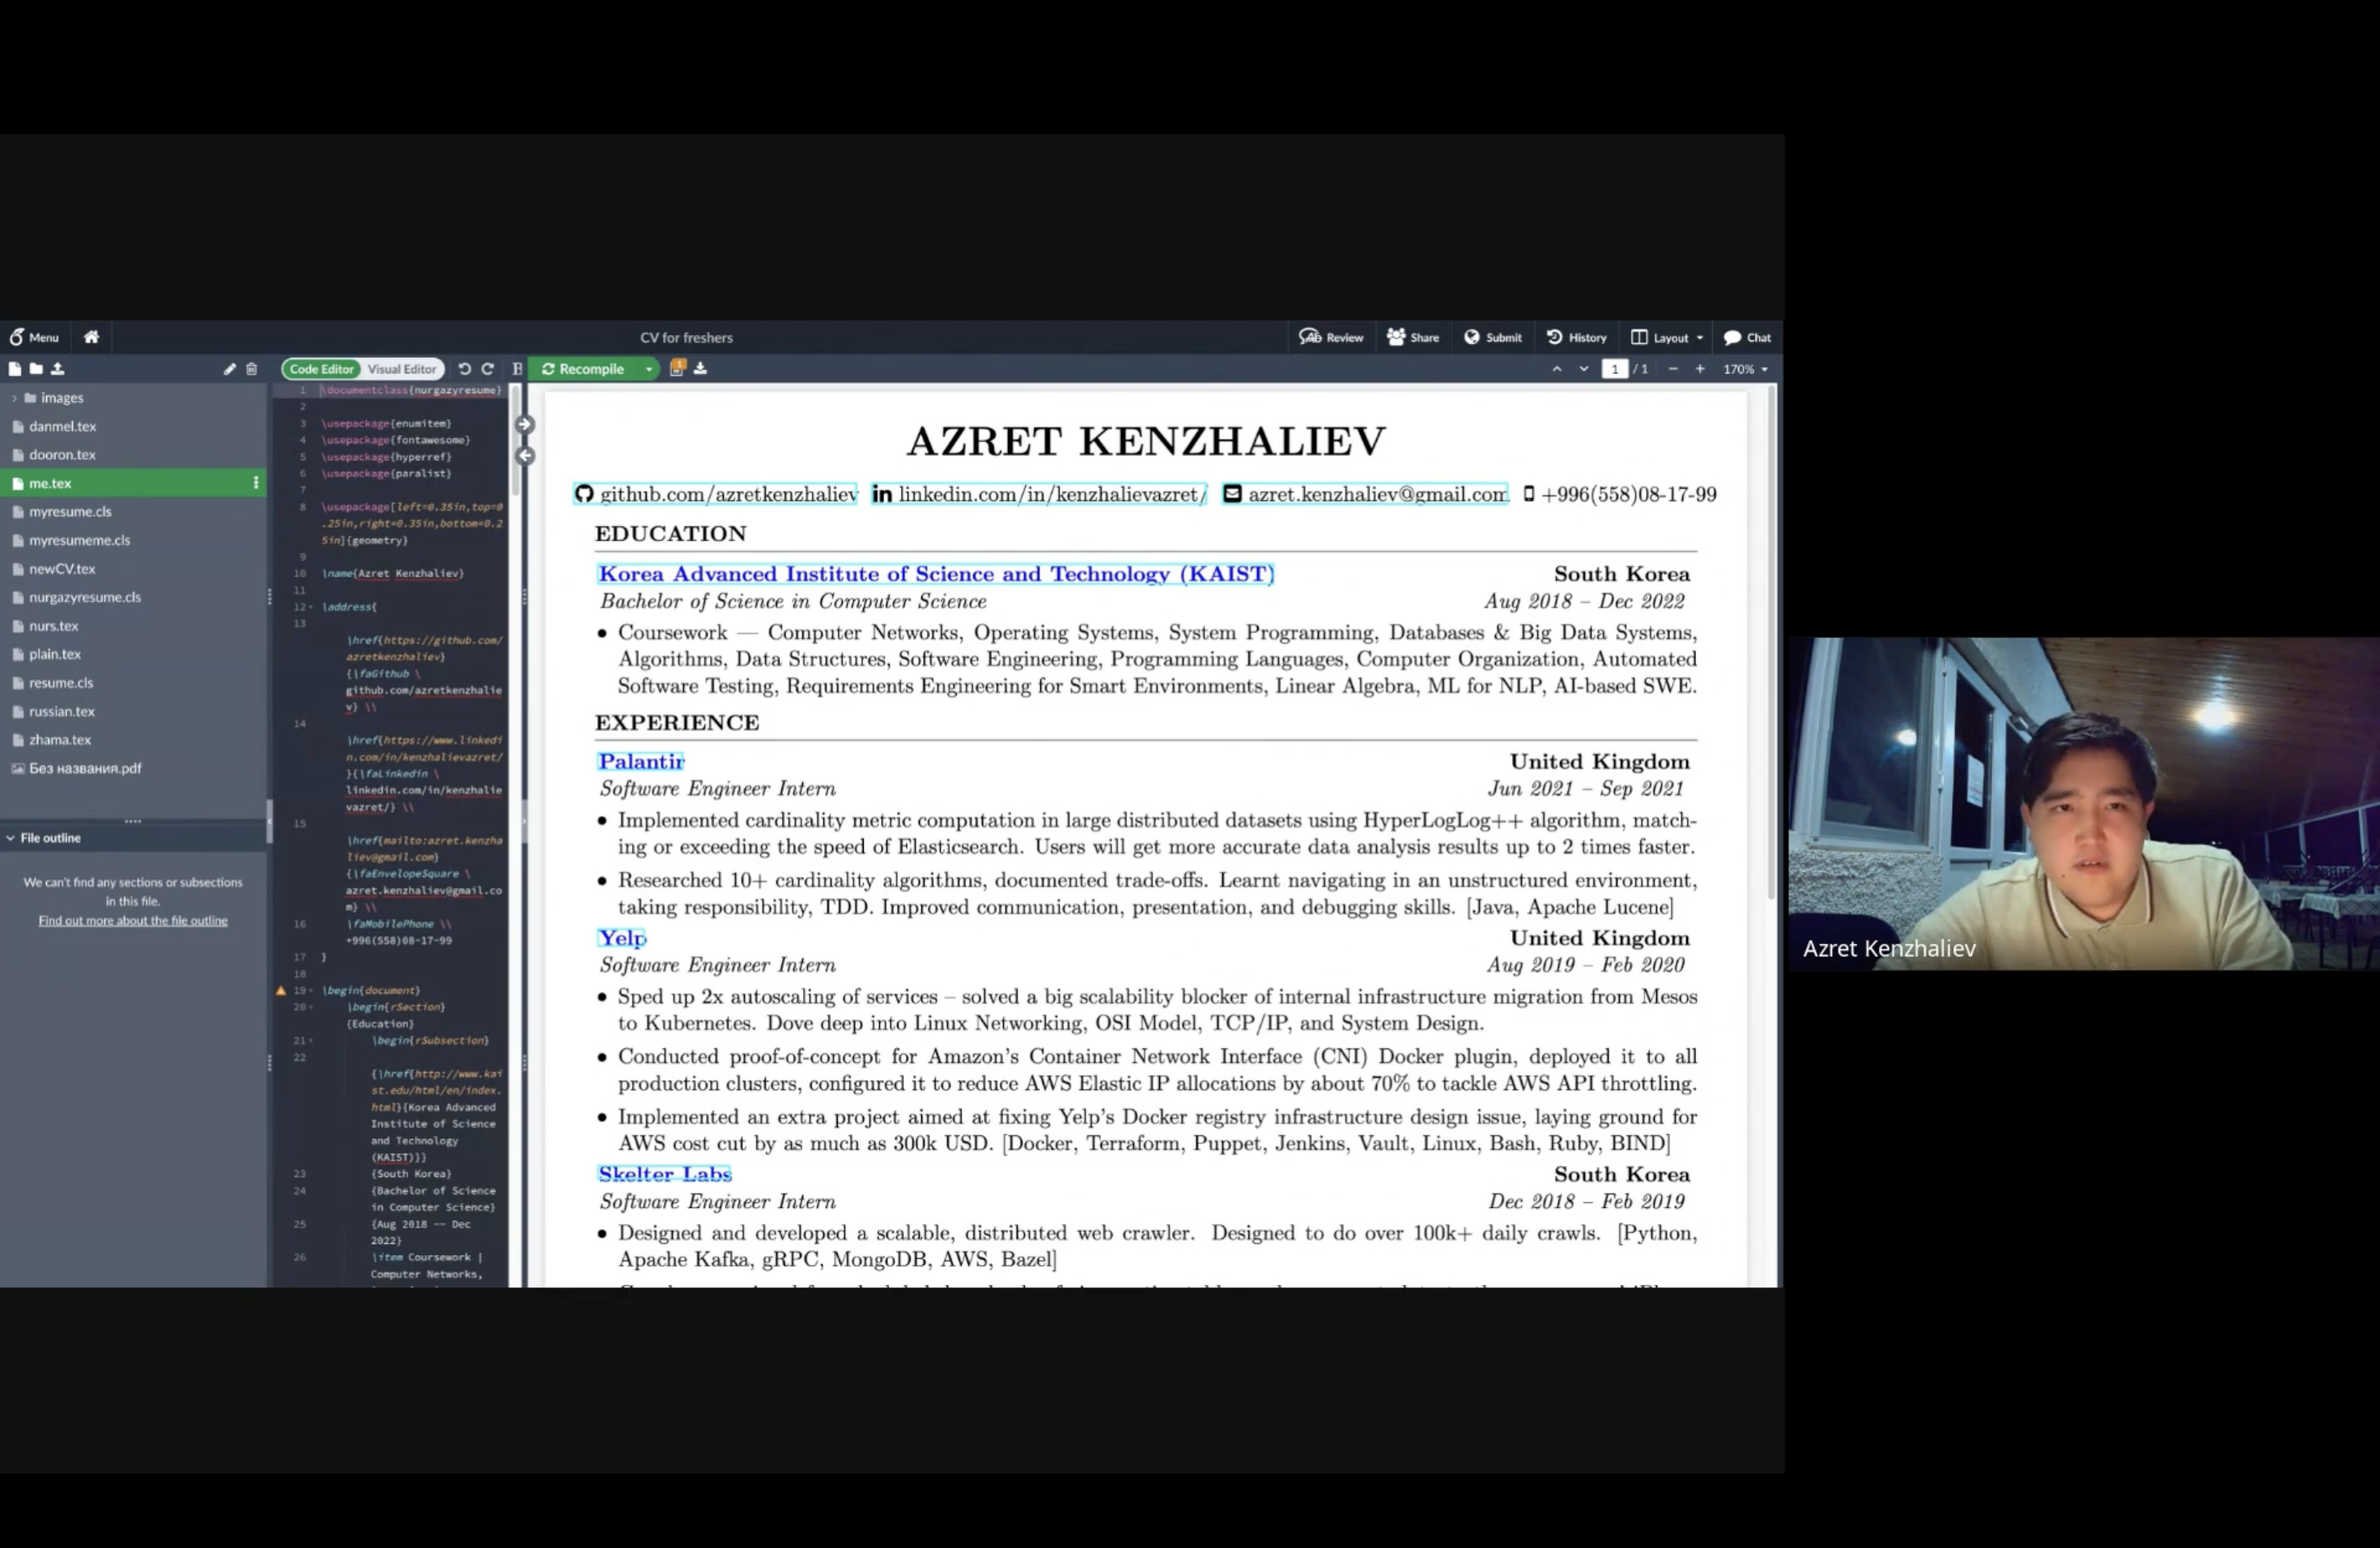 Menu
CV for freshers
Review
Share
Submit
History
Layout
Chat
Code Editor
Visual Editor
Recompile
1 / 1
170%
images
danmel.tex
dooron.tex
me.tex
myresume.cls
myresumeme.cls
newCV.tex
nurgazyresume.cls
nurs.tex
plain.tex
resume.cls
russian.tex
zhama.tex
Без названия.pdf
File outline
We can't find any sections or subsections
in this file.
Find out more about the file outline
1 \documentclass{nurgazyresume}
2
3 \usepackage{enumitem}
4 \usepackage{fontawesome}
5 \usepackage{hyperref}
6 \usepackage{paralist}
7
8 \usepackage[left=0.35in,top=0
.25in,right=0.35in,bottom=0.2
5in]{geometry}
9
10 \name{Azret Kenzhaliev}
11
12 \address{
13
\href{https://github.com/
azretkenzhaliev}
{\faGithub \
github.com/azretkenzhalie
v} \\
14
\href{https://www.linkedi
n.com/in/kenzhalievazret/
}{\faLinkedin \
linkedin.com/in/kenzhalie
vazret/} \\
15
\href{mailto:azret.kenzha
liev@gmail.com}
{\faEnvelopeSquare \
azret.kenzhaliev@gmail.co
m} \\
16 \faMobilePhone \\
+996(558)08-17-99
17 }
18
19 \begin{document}
20 \begin{rSection}
{Education}
21 \begin{rSubsection}
22
{\href{http://www.kai
st.edu/html/en/index.
html}{Korea Advanced
Institute of Science
and Technology
(KAIST)}}
23 {South Korea}
24 {Bachelor of Science
in Computer Science}
25 {Aug 2018 -- Dec
2022}
26 \item Coursework |
Computer Networks,
AZRET KENZHALIEV
github.com/azretkenzhaliev linkedin.com/in/kenzhalievazret/ azret.kenzhaliev@gmail.com +996(558)08-17-99
EDUCATION
Korea Advanced Institute of Science and Technology (KAIST) South Korea
Bachelor of Science in Computer Science Aug 2018 – Dec 2022
• Coursework — Computer Networks, Operating Systems, System Programming, Databases & Big Data Systems,
Algorithms, Data Structures, Software Engineering, Programming Languages, Computer Organization, Automated
Software Testing, Requirements Engineering for Smart Environments, Linear Algebra, ML for NLP, AI-based SWE.
EXPERIENCE
Palantir United Kingdom
Software Engineer Intern Jun 2021 – Sep 2021
• Implemented cardinality metric computation in large distributed datasets using HyperLogLog++ algorithm, match-
ing or exceeding the speed of Elasticsearch. Users will get more accurate data analysis results up to 2 times faster.
• Researched 10+ cardinality algorithms, documented trade-offs. Learnt navigating in an unstructured environment,
taking responsibility, TDD. Improved communication, presentation, and debugging skills. [Java, Apache Lucene]
Yelp United Kingdom
Software Engineer Intern Aug 2019 – Feb 2020
• Sped up 2x autoscaling of services – solved a big scalability blocker of internal infrastructure migration from Mesos
to Kubernetes. Dove deep into Linux Networking, OSI Model, TCP/IP, and System Design.
• Conducted proof-of-concept for Amazon's Container Network Interface (CNI) Docker plugin, deployed it to all
production clusters, configured it to reduce AWS Elastic IP allocations by about 70% to tackle AWS API throttling.
• Implemented an extra project aimed at fixing Yelp's Docker registry infrastructure design issue, laying ground for
AWS cost cut by as much as 300k USD. [Docker, Terraform, Puppet, Jenkins, Vault, Linux, Bash, Ruby, BIND]
Skelter Labs South Korea
Software Engineer Intern Dec 2018 – Feb 2019
• Designed and developed a scalable, distributed web crawler. Designed to do over 100k+ daily crawls. [Python,
Apache Kafka, gRPC, MongoDB, AWS, Bazel]
Azret Kenzhaliev